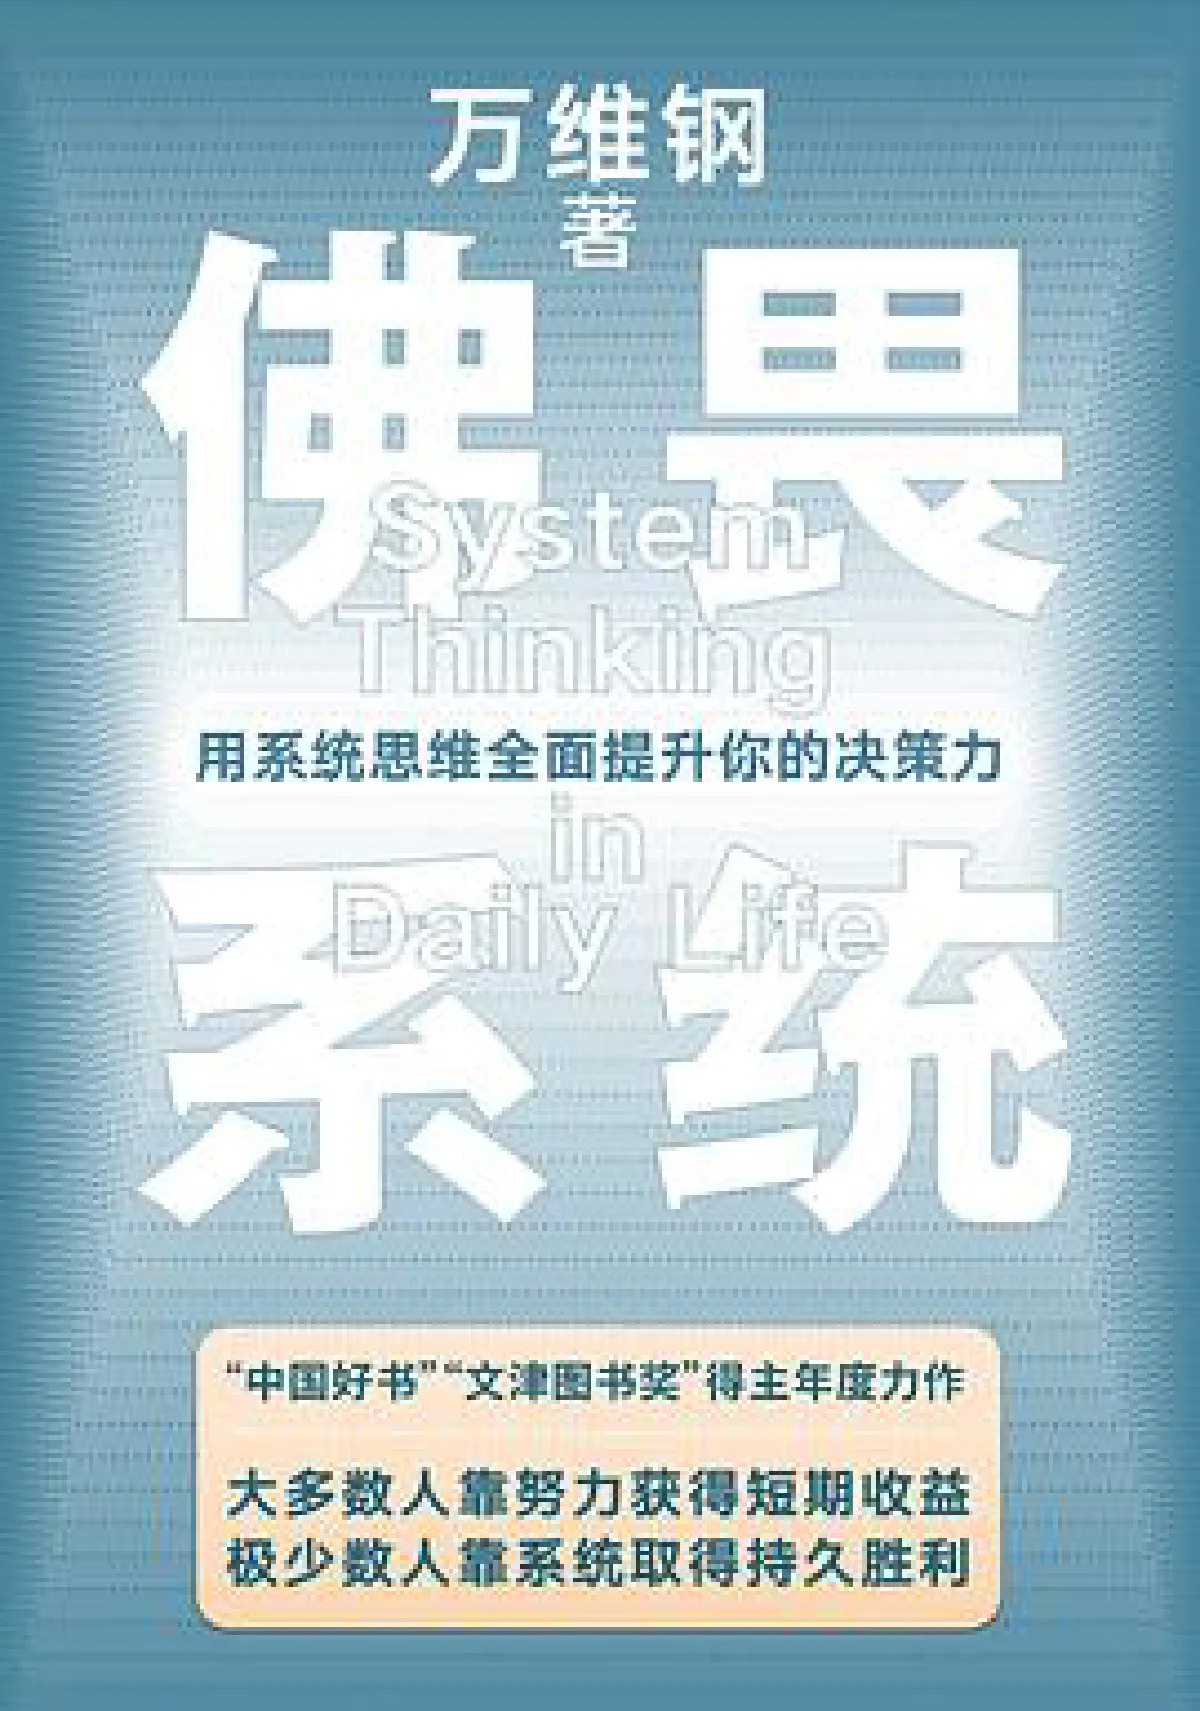 万维钢
著
佛畏
System
Thinking
用系统思维全面提升你的决策力
in
Daily Life
系统
“中国好书”“文津图书奖”得主年度力作
大多数人靠努力获得短期收益
极少数人靠系统取得持久胜利